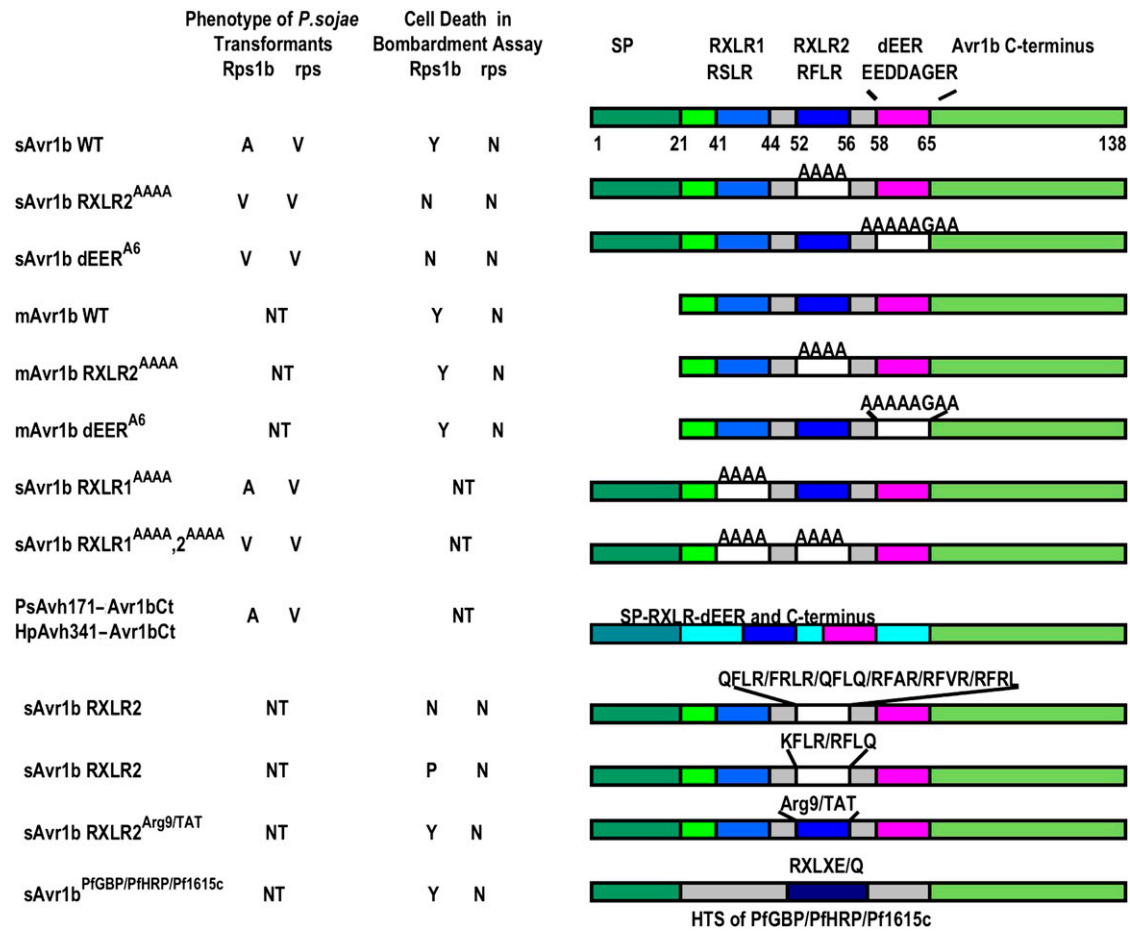 Phenotype of P.sojae Cell Death in
Transformants Bombardment Assay SP RXLR1 RXLR2 dEER Avr1b C-terminus
Rps1b rps Rps1b rps RSLR RFLR EEDDAGER
1 21 41 44 52 56 58 65 138
sAvr1b WT A V Y N
AAAA
sAvr1b RXLR2AAAA V V N N
AAAAAGAA
sAvr1b dEERA6 V V N N
mAvr1b WT NT Y N
AAAA
mAvr1b RXLR2AAAA NT Y N
AAAAAGAA
mAvr1b dEERA6 NT Y N
AAAA
sAvr1b RXLR1AAAA A V NT
AAAA AAAA
sAvr1b RXLR1AAAA,2AAAA V V NT
PsAvh171–Avr1bCt
HpAvh341–Avr1bCt A V NT SP-RXLR-dEER and C-terminus
QFLR/FRLR/QFLQ/RFAR/RFVR/RFRL
sAvr1b RXLR2 NT N N
KFLR/RFLQ
sAvr1b RXLR2 NT P N
Arg9/TAT
sAvr1b RXLR2Arg9/TAT NT Y N
RXLXE/Q
sAvr1bPfGBP/PfHRP/Pf1615c NT Y N
HTS of PfGBP/PfHRP/Pf1615c